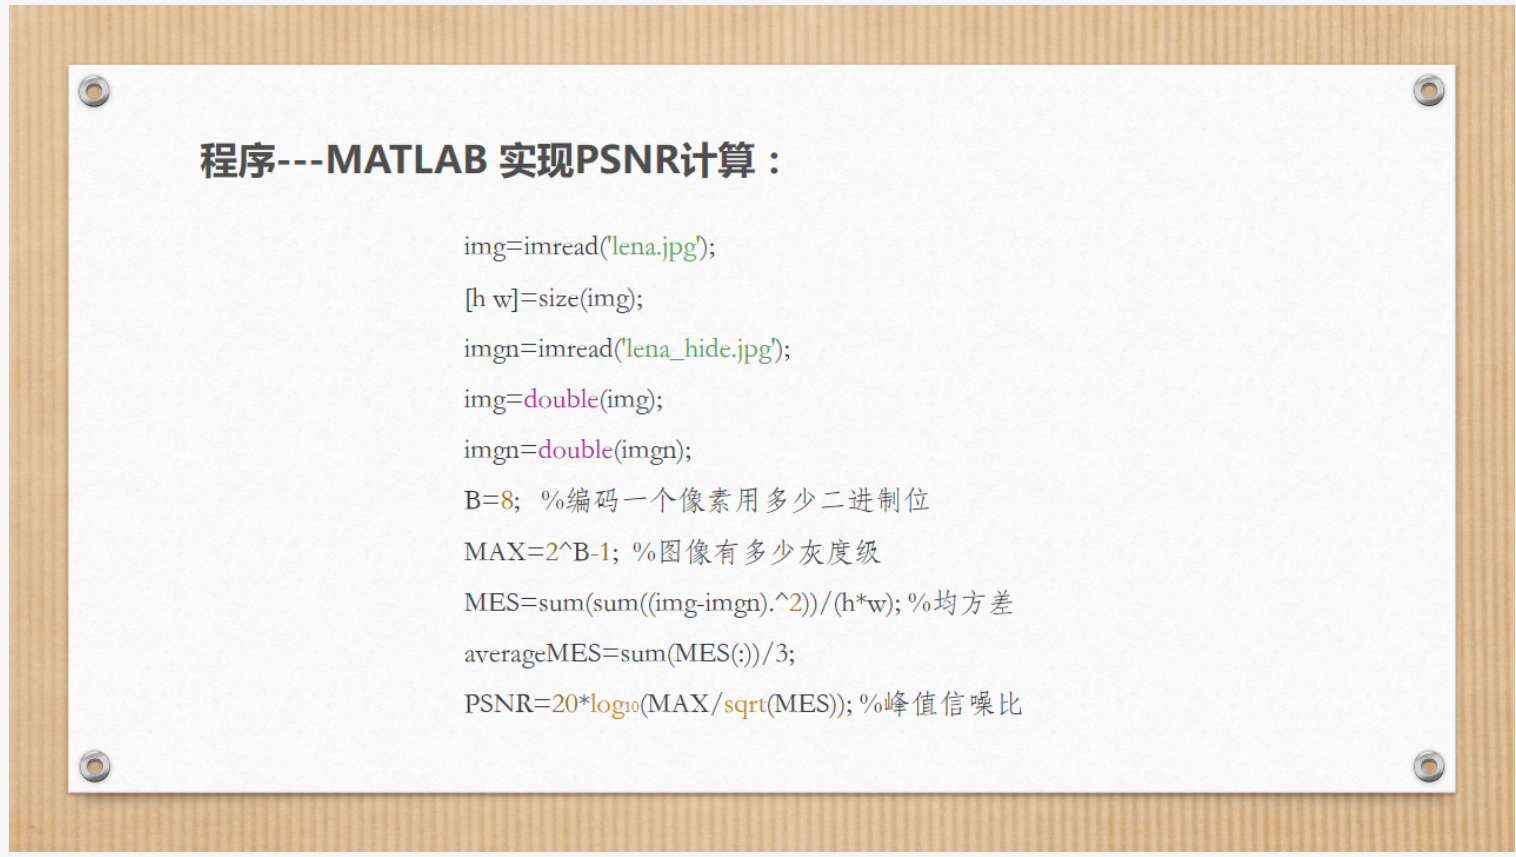 程序---MATLAB 实现PSNR计算：
img=imread('lena.jpg');
[h w]=size(img);
imgn=imread('lena_hide.jpg');
img=double(img);
imgn=double(imgn);
B=8; %编码一个像素用多少二进制位
MAX=2^B-1; %图像有多少灰度级
MES=sum(sum((img-imgn).^2))/(h*w); %均方差
averageMES=sum(MES(:))/3;
PSNR=20*log10(MAX/sqrt(MES)); %峰值信噪比